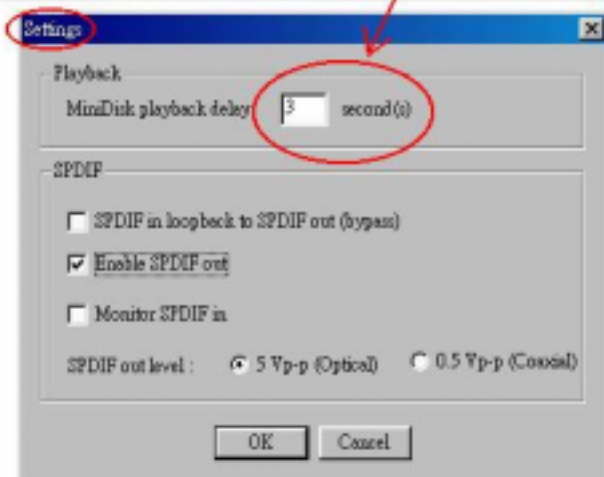 Settings
Playback
MiniDisk playback delay 3 second(s)
SPDIF
SPDIF in loopback to SPDIF out (bypass)
Enable SPDIF out
Monitor SPDIF in
SPDIF out level : 5 Vp-p (Optical) 0.5 Vp-p (Coaxial)
OK Cancel